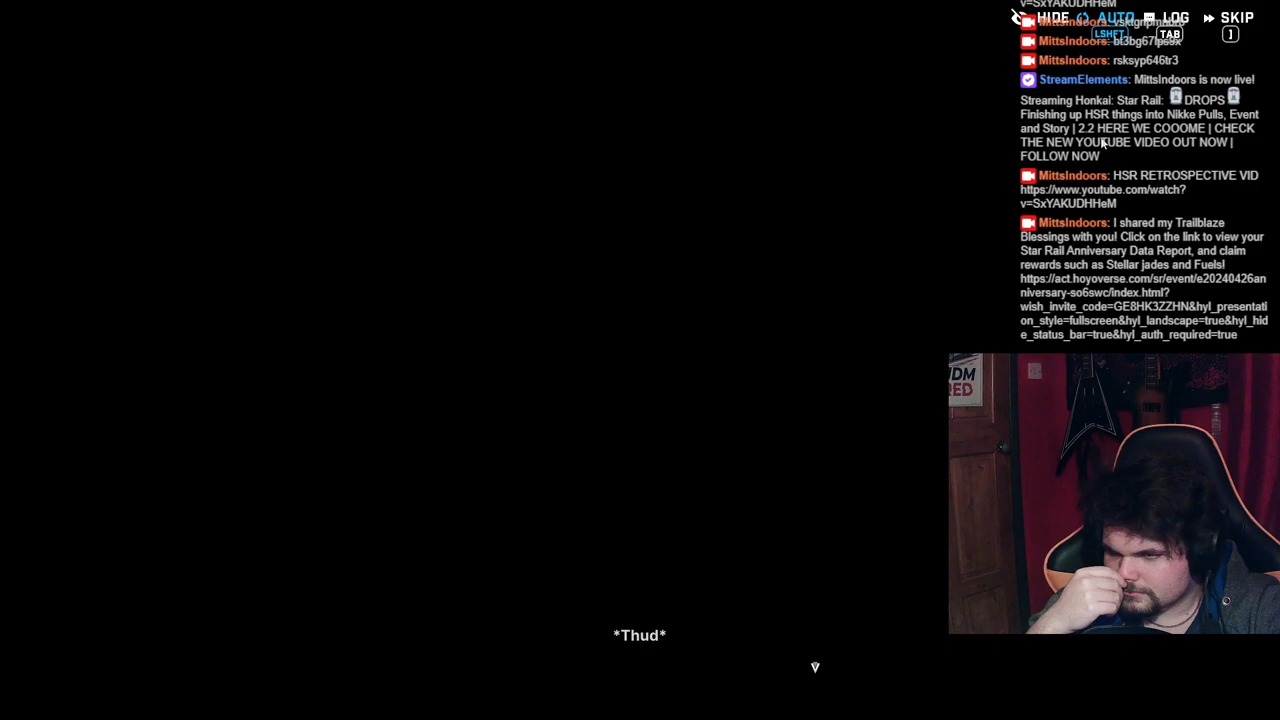 v=SxYAKUDHHeM
HIDE AUTO LOG SKIP
LSHFT TAB ]
MittsIndoors:
MittsIndoors: bt3bg67lps9x
MittsIndoors: rsksyp646tr3
StreamElements: MittsIndoors is now live!
Streaming Honkai: Star Rail: DROPS
Finishing up HSR things into Nikke Pulls, Event
and Story | 2.2 HERE WE COOOME | CHECK
THE NEW YOUTUBE VIDEO OUT NOW |
FOLLOW NOW
MittsIndoors: HSR RETROSPECTIVE VID
https://www.youtube.com/watch?
v=SxYAKUDHHeM
MittsIndoors: I shared my Trailblaze
Blessings with you! Click on the link to view your
Star Rail Anniversary Data Report, and claim
rewards such as Stellar jades and Fuels!
https://act.hoyoverse.com/sr/event/e20240426an
niversary-so6swc/index.html?
wish_invite_code=GE8HK3ZZHN&hyl_presentati
on_style=fullscreen&hyl_landscape=true&hyl_hid
e_status_bar=true&hyl_auth_required=true
RED
*Thud*